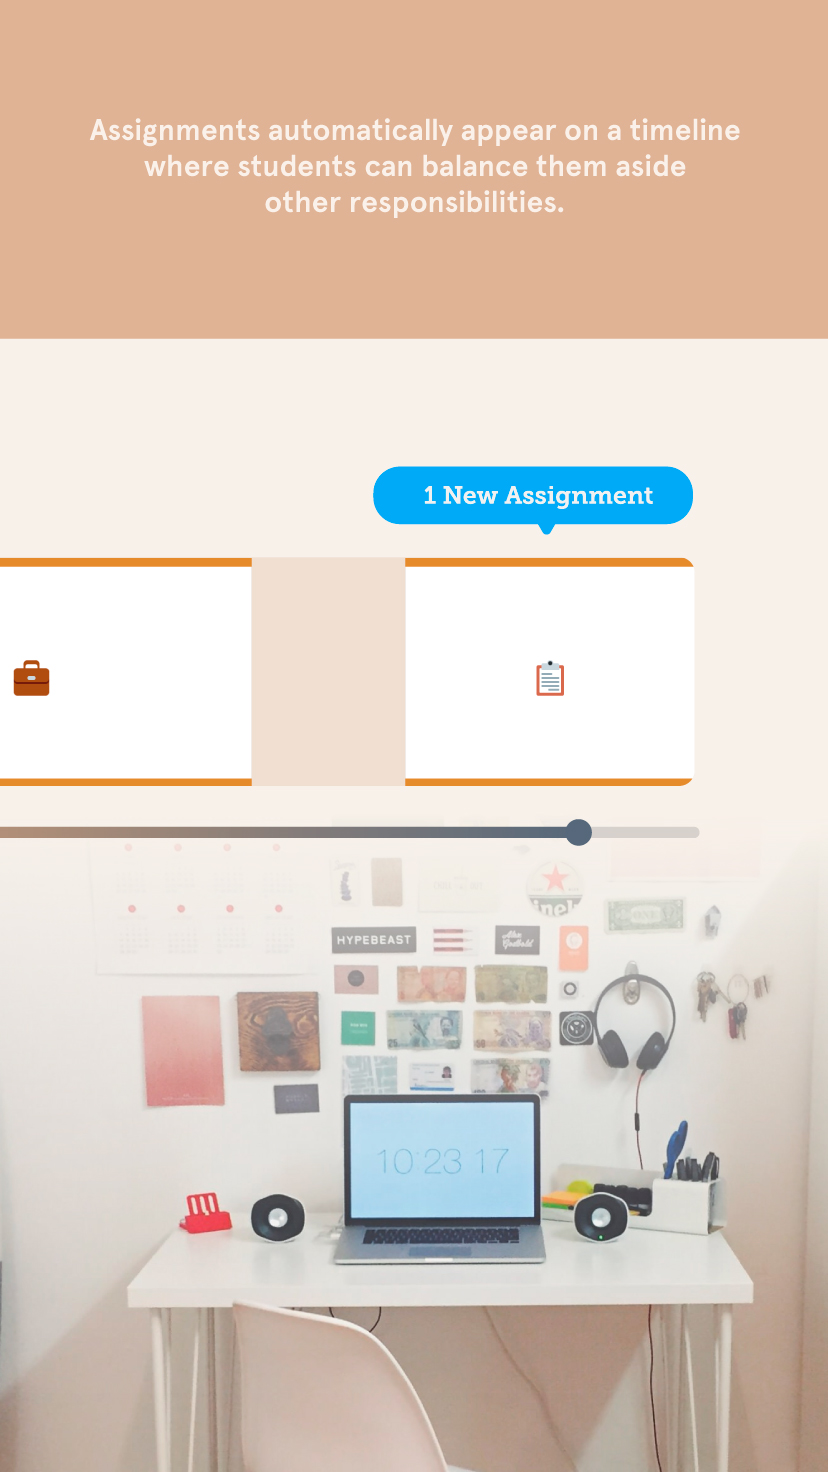 Assignments automatically appear on a timeline
where students can balance them aside
other responsibilities.
1 New Assignment
HYPEBEAST
ONE
10 23 17